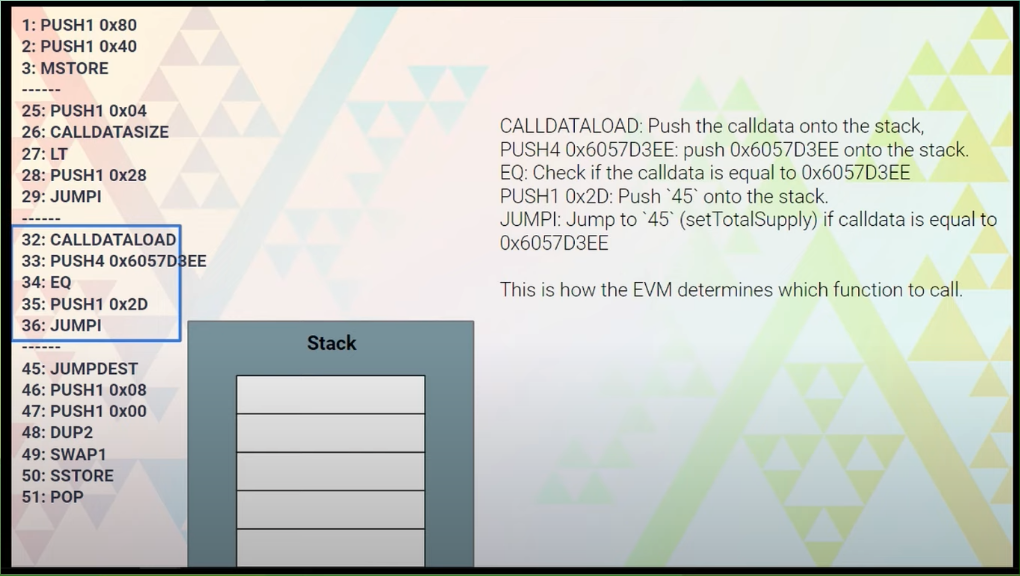 1: PUSH1 0x80
2: PUSH1 0x40
3: MSTORE
------
25: PUSH1 0x04
26: CALLDATASIZE
27: LT
28: PUSH1 0x28
29: JUMPI
------
32: CALLDATALOAD
33: PUSH4 0x6057D3EE
34: EQ
35: PUSH1 0x2D
36: JUMPI
------
45: JUMPDEST
46: PUSH1 0x08
47: PUSH1 0x00
48: DUP2
49: SWAP1
50: SSTORE
51: POP
Stack
CALLDATALOAD: Push the calldata onto the stack,
PUSH4 0x6057D3EE: push 0x6057D3EE onto the stack.
EQ: Check if the calldata is equal to 0x6057D3EE
PUSH1 0x2D: Push `45` onto the stack.
JUMPI: Jump to `45` (setTotalSupply) if calldata is equal to
0x6057D3EE
This is how the EVM determines which function to call.